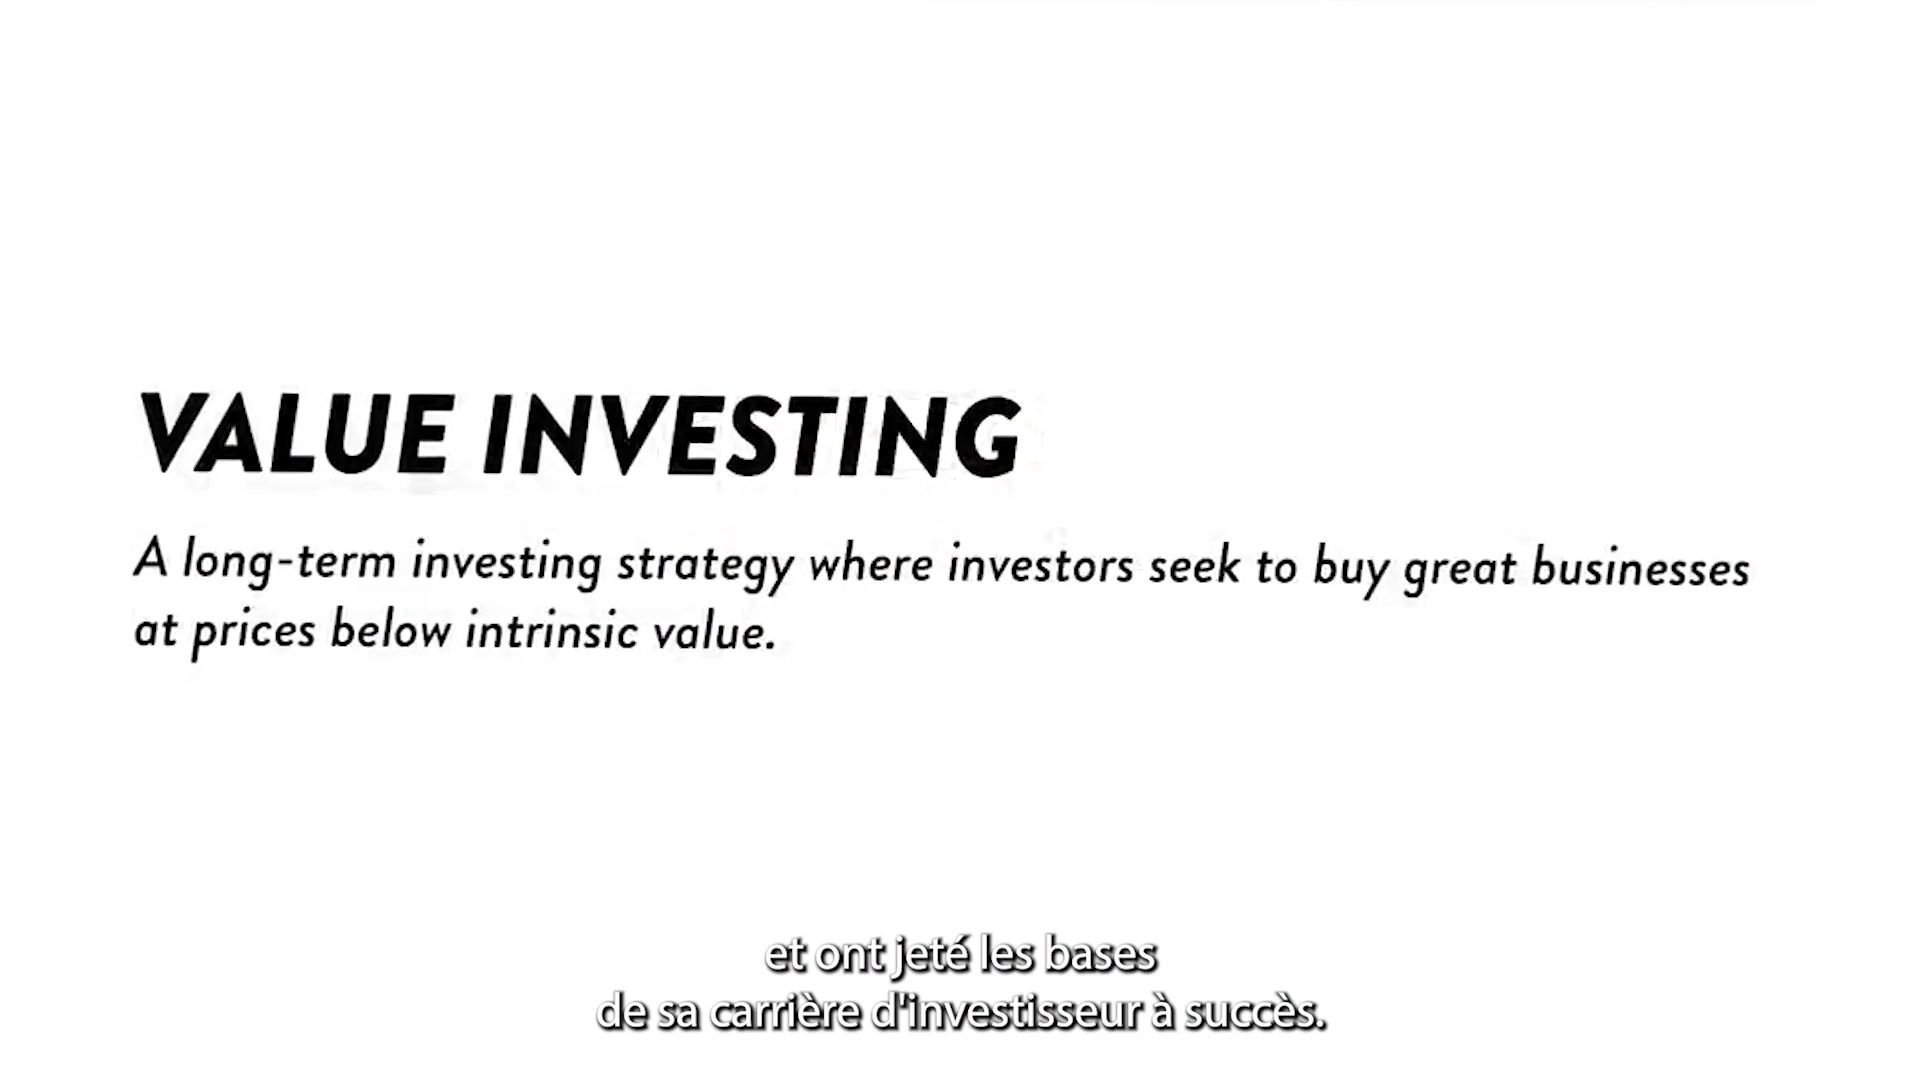 VALUE INVESTING
A long-term investing strategy where investors seek to buy great businesses
at prices below intrinsic value.
et ont jeté les bases
de sa carrière d'investisseur à succès.